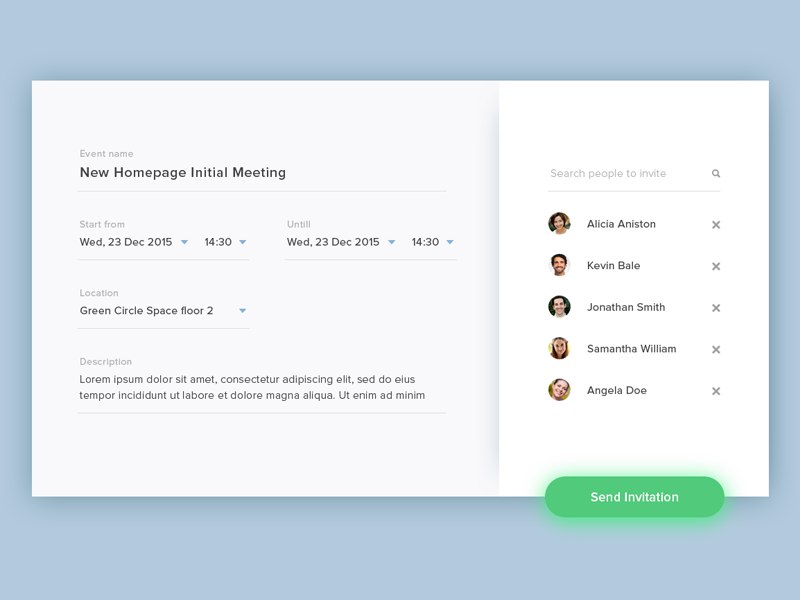 Event name
New Homepage Initial Meeting
Start from
Untill
Wed, 23 Dec 2015 14:30
Wed, 23 Dec 2015 14:30
Location
Green Circle Space floor 2
Description
Lorem ipsum dolor sit amet, consectetur adipiscing elit, sed do eius
tempor incididunt ut labore et dolore magna aliqua. Ut enim ad minim
Search people to invite
Alicia Aniston
Kevin Bale
Jonathan Smith
Samantha William
Angela Doe
Send Invitation